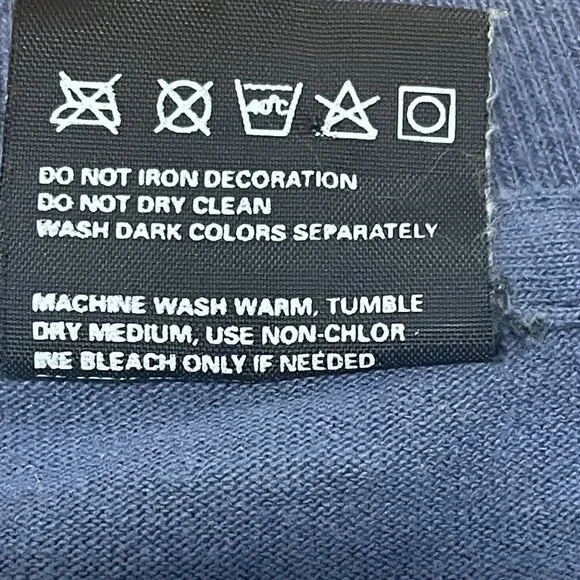 40°C
DO NOT IRON DECORATION
DO NOT DRY CLEAN
WASH DARK COLORS SEPARATELY
MACHINE WASH WARM, TUMBLE
DRY MEDIUM, USE NON-CHLOR
INE BLEACH ONLY IF NEEDED